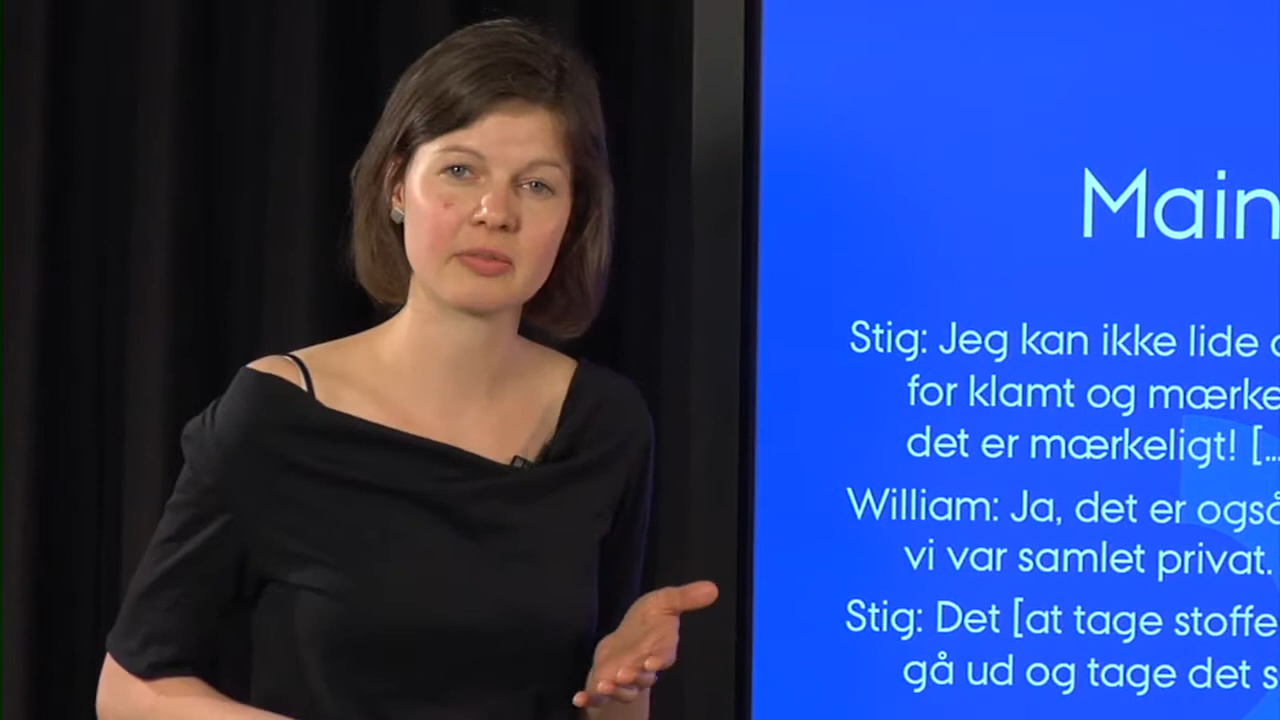 Main
Stig: Jeg kan ikke lide
for klamt og mærke
det er mærkeligt! [...
William: Ja, det er også
vi var samlet privat.
Stig: Det [at tage stoffe
gå ud og tage det s